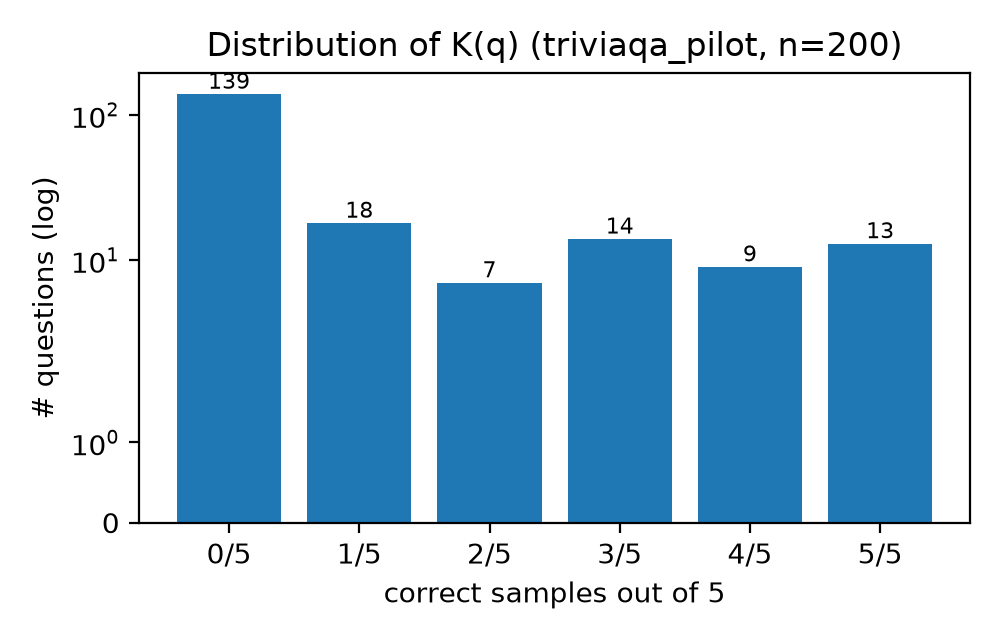 Distribution of K(q) (triviaqa_pilot, n=200)
139
18
7
14
9
13
10²
10¹
10⁰
0
# questions (log)
0/5 1/5 2/5 3/5 4/5 5/5
correct samples out of 5